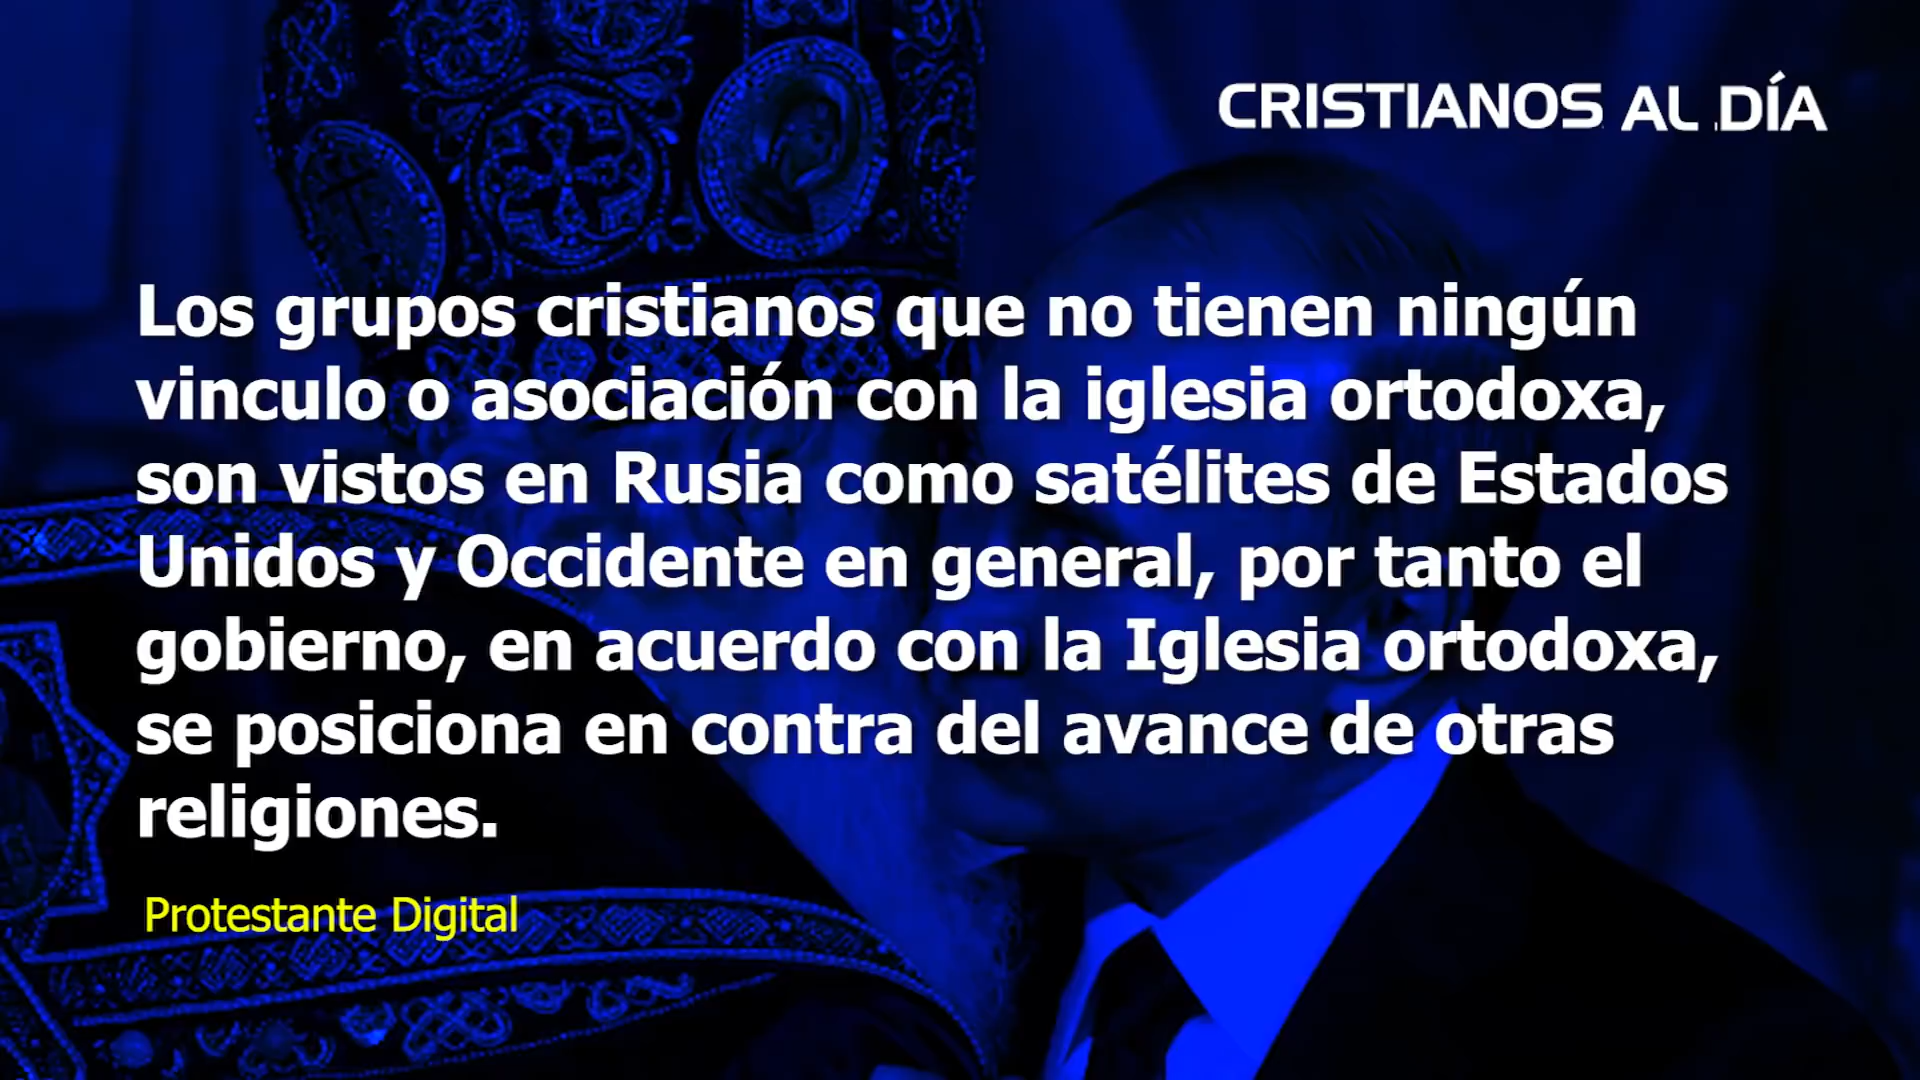 CRISTIANOS AL DÍA
Los grupos cristianos que no tienen ningún
vinculo o asociación con la iglesia ortodoxa,
son vistos en Rusia como satélites de Estados
Unidos y Occidente en general, por tanto el
gobierno, en acuerdo con la Iglesia ortodoxa,
se posiciona en contra del avance de otras
religiones.
Protestante Digital